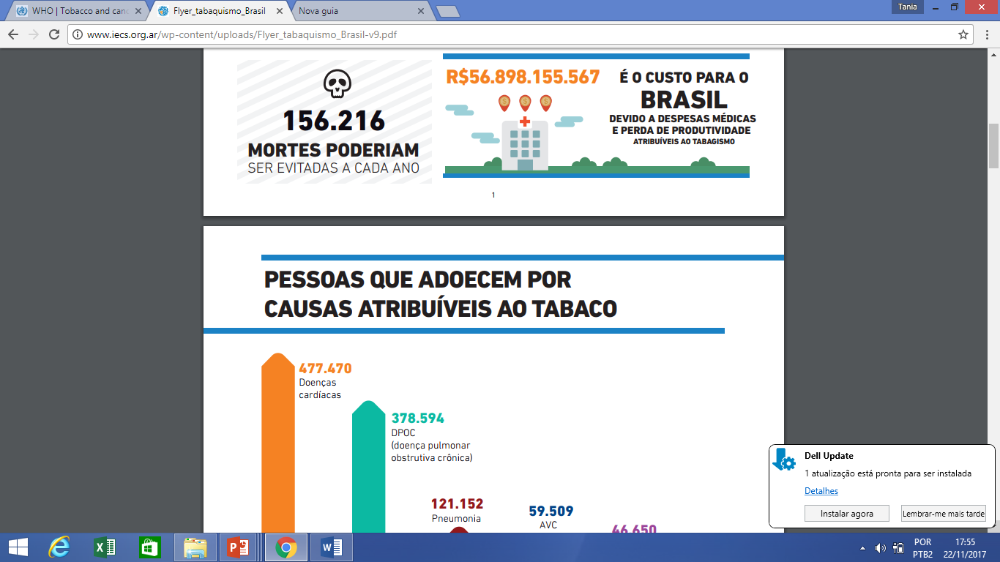 WHO | Tobacco and canc
Flyer_tabaquismo_Brasil
Nova guia
Tania
www.iecs.org.ar/wp-content/uploads/Flyer_tabaquismo_Brasil-v9.pdf
156.216
MORTES PODERIAM
SER EVITADAS A CADA ANO
R$56.898.155.567
É O CUSTO PARA O
BRASIL
DEVIDO A DESPESAS MÉDICAS
E PERDA DE PRODUTIVIDADE
ATRIBUÍVEIS AO TABAGISMO
1
PESSOAS QUE ADOECEM POR
CAUSAS ATRIBUÍVEIS AO TABACO
477.470
Doenças
cardíacas
378.594
DPOC
(doença pulmonar
obstrutiva crônica)
121.152
Pneumonia
59.509
AVC
46.650
Dell Update
1 atualização está pronta para ser instalada
Detalhes
Instalar agora
Lembrar-me mais tarde
POR
PTB2
17:55
22/11/2017